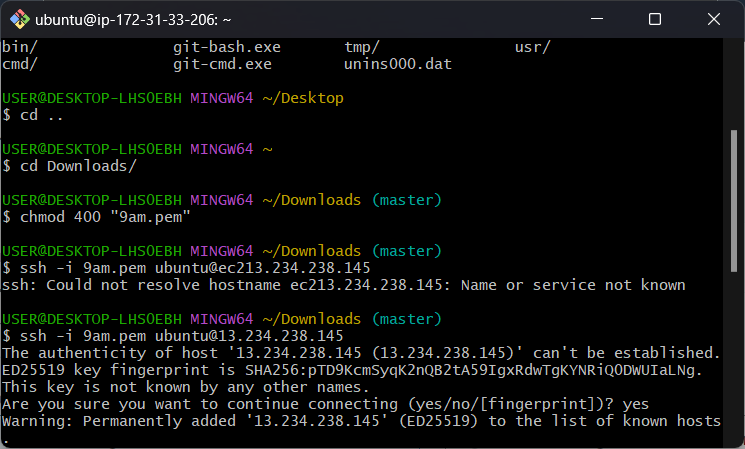 ubuntu@ip-172-31-33-206: ~
bin/ git-bash.exe tmp/ usr/
cmd/ git-cmd.exe unins000.dat
USER@DESKTOP-LHSOEBH MINGW64 ~/Desktop
$ cd ..
USER@DESKTOP-LHSOEBH MINGW64 ~
$ cd Downloads/
USER@DESKTOP-LHSOEBH MINGW64 ~/Downloads (master)
$ chmod 400 "9am.pem"
USER@DESKTOP-LHSOEBH MINGW64 ~/Downloads (master)
$ ssh -i 9am.pem ubuntu@ec213.234.238.145
ssh: Could not resolve hostname ec213.234.238.145: Name or service not known
USER@DESKTOP-LHSOEBH MINGW64 ~/Downloads (master)
$ ssh -i 9am.pem ubuntu@13.234.238.145
The authenticity of host '13.234.238.145 (13.234.238.145)' can't be established.
ED25519 key fingerprint is SHA256:pTD9KcmSyqK2nQB2tA59IgxRdwTgKYNRiQODWUIaLNg.
This key is not known by any other names.
Are you sure you want to continue connecting (yes/no/[fingerprint])? yes
Warning: Permanently added '13.234.238.145' (ED25519) to the list of known hosts
.